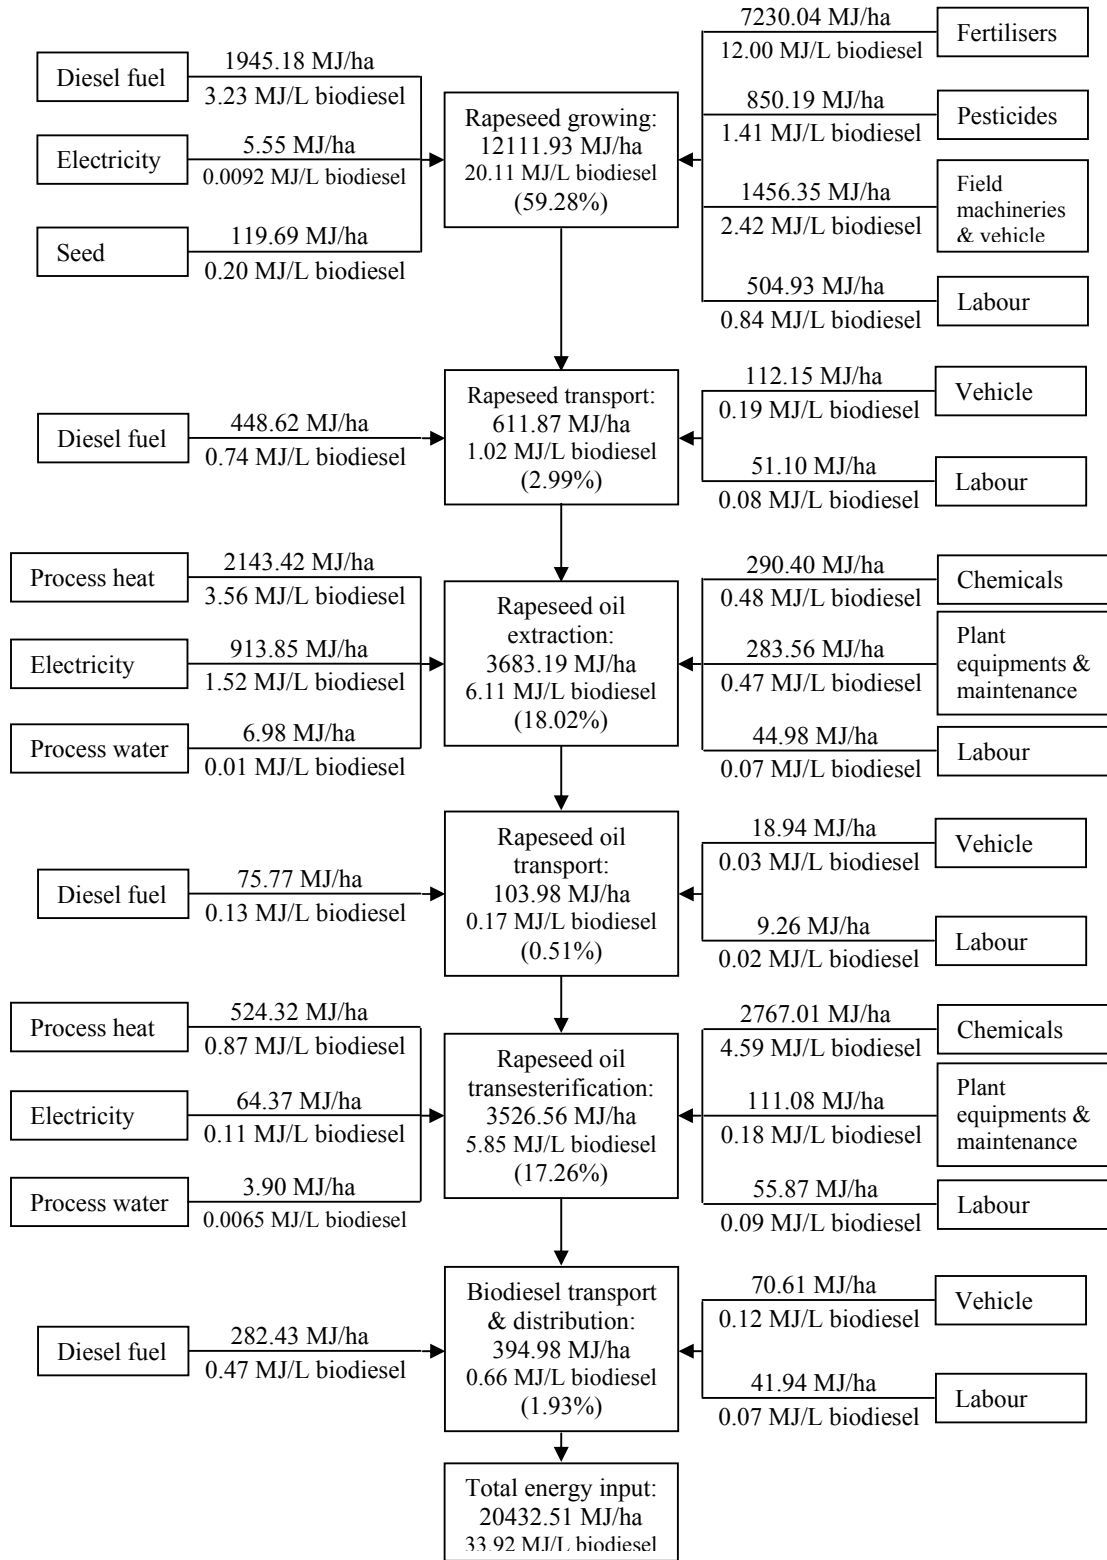 Diesel fuel
1945.18 MJ/ha
3.23 MJ/L biodiesel
Electricity
5.55 MJ/ha
0.0092 MJ/L biodiesel
Seed
119.69 MJ/ha
0.20 MJ/L biodiesel
Rapeseed growing:
12111.93 MJ/ha
20.11 MJ/L biodiesel
(59.28%)
7230.04 MJ/ha
12.00 MJ/L biodiesel
Fertilisers
850.19 MJ/ha
1.41 MJ/L biodiesel
Pesticides
1456.35 MJ/ha
2.42 MJ/L biodiesel
Field
machineries
& vehicle
504.93 MJ/ha
0.84 MJ/L biodiesel
Labour
Diesel fuel
448.62 MJ/ha
0.74 MJ/L biodiesel
Rapeseed transport:
611.87 MJ/ha
1.02 MJ/L biodiesel
(2.99%)
112.15 MJ/ha
0.19 MJ/L biodiesel
Vehicle
51.10 MJ/ha
0.08 MJ/L biodiesel
Labour
Process heat
2143.42 MJ/ha
3.56 MJ/L biodiesel
Electricity
913.85 MJ/ha
1.52 MJ/L biodiesel
Process water
6.98 MJ/ha
0.01 MJ/L biodiesel
Rapeseed oil
extraction:
3683.19 MJ/ha
6.11 MJ/L biodiesel
(18.02%)
290.40 MJ/ha
0.48 MJ/L biodiesel
Chemicals
283.56 MJ/ha
0.47 MJ/L biodiesel
Plant
equipments &
maintenance
44.98 MJ/ha
0.07 MJ/L biodiesel
Labour
Diesel fuel
75.77 MJ/ha
0.13 MJ/L biodiesel
Rapeseed oil
transport:
103.98 MJ/ha
0.17 MJ/L biodiesel
(0.51%)
18.94 MJ/ha
0.03 MJ/L biodiesel
Vehicle
9.26 MJ/ha
0.02 MJ/L biodiesel
Labour
Process heat
524.32 MJ/ha
0.87 MJ/L biodiesel
Electricity
64.37 MJ/ha
0.11 MJ/L biodiesel
Process water
3.90 MJ/ha
0.0065 MJ/L biodiesel
Rapeseed oil
transesterification:
3526.56 MJ/ha
5.85 MJ/L biodiesel
(17.26%)
2767.01 MJ/ha
4.59 MJ/L biodiesel
Chemicals
111.08 MJ/ha
0.18 MJ/L biodiesel
Plant
equipments &
maintenance
55.87 MJ/ha
0.09 MJ/L biodiesel
Labour
Diesel fuel
282.43 MJ/ha
0.47 MJ/L biodiesel
Biodiesel transport
& distribution:
394.98 MJ/ha
0.66 MJ/L biodiesel
(1.93%)
70.61 MJ/ha
0.12 MJ/L biodiesel
Vehicle
41.94 MJ/ha
0.07 MJ/L biodiesel
Labour
Total energy input:
20432.51 MJ/ha
33.92 MJ/L biodiesel